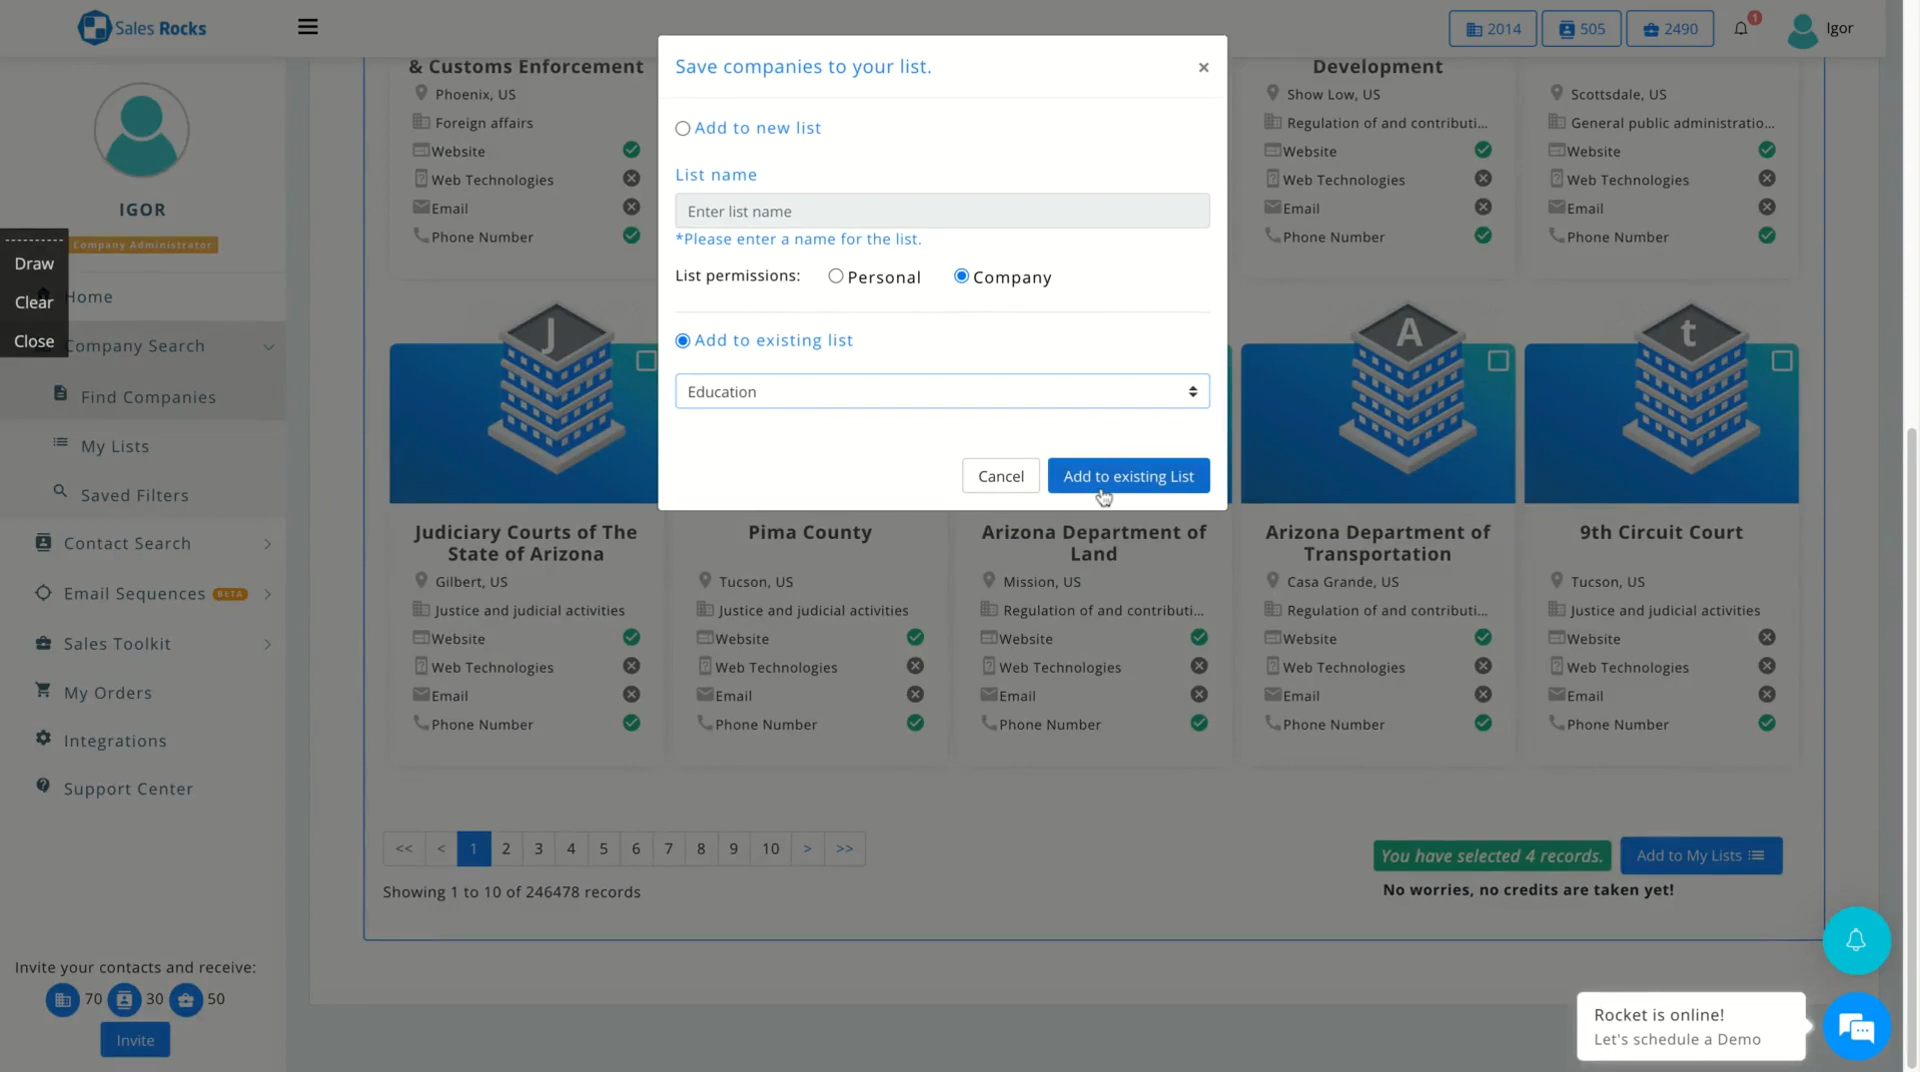 Sales Rocks
2014
505
2490
1
Igor
IGOR
Company Administrator
Draw
Clear
Close
Home
Company Search
Find Companies
My Lists
Saved Filters
Contact Search
Email Sequences BETA
Sales Toolkit
My Orders
Integrations
Support Center
Invite your contacts and receive:
70 30 50
Invite
Save companies to your list.
×
Add to new list
List name
Enter list name
*Please enter a name for the list.
List permissions: Personal Company
Add to existing list
Education
Cancel
Add to existing List
& Customs Enforcement
Phoenix, US
Foreign affairs
Website
Web Technologies
Email
Phone Number
Development
Show Low, US
Regulation of and contributi...
Website
Web Technologies
Email
Phone Number
Scottsdale, US
General public administratio...
Website
Web Technologies
Email
Phone Number
J
Judiciary Courts of The
State of Arizona
Gilbert, US
Justice and judicial activities
Website
Web Technologies
Email
Phone Number
Pima County
Tucson, US
Justice and judicial activities
Website
Web Technologies
Email
Phone Number
Arizona Department of
Land
Mission, US
Regulation of and contributi...
Website
Web Technologies
Email
Phone Number
A
Arizona Department of
Transportation
Casa Grande, US
Regulation of and contributi...
Website
Web Technologies
Email
Phone Number
t
9th Circuit Court
Tucson, US
Justice and judicial activities
Website
Web Technologies
Email
Phone Number
<< < 1 2 3 4 5 6 7 8 9 10 > >>
Showing 1 to 10 of 246478 records
You have selected 4 records.
Add to My Lists
No worries, no credits are taken yet!
Rocket is online!
Let's schedule a Demo